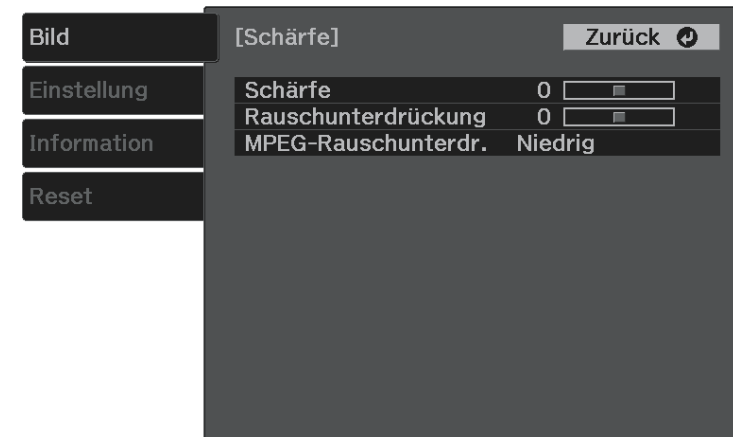 Bild
Einstellung
Information
Reset
[Schärfe]
Zurück
Schärfe 0
Rauschunterdrückung 0
MPEG-Rauschunterdr. Niedrig